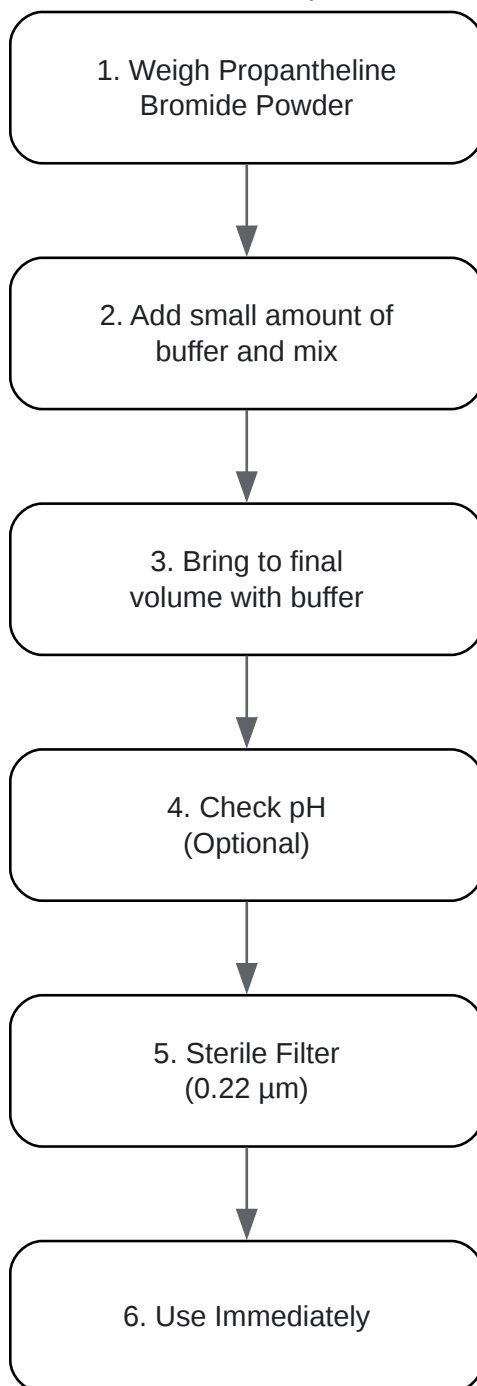 1. Weigh Propantheline
Bromide Powder
2. Add small amount of
buffer and mix
3. Bring to final
volume with buffer
4. Check pH
(Optional)
5. Sterile Filter
(0.22 µm)
6. Use Immediately